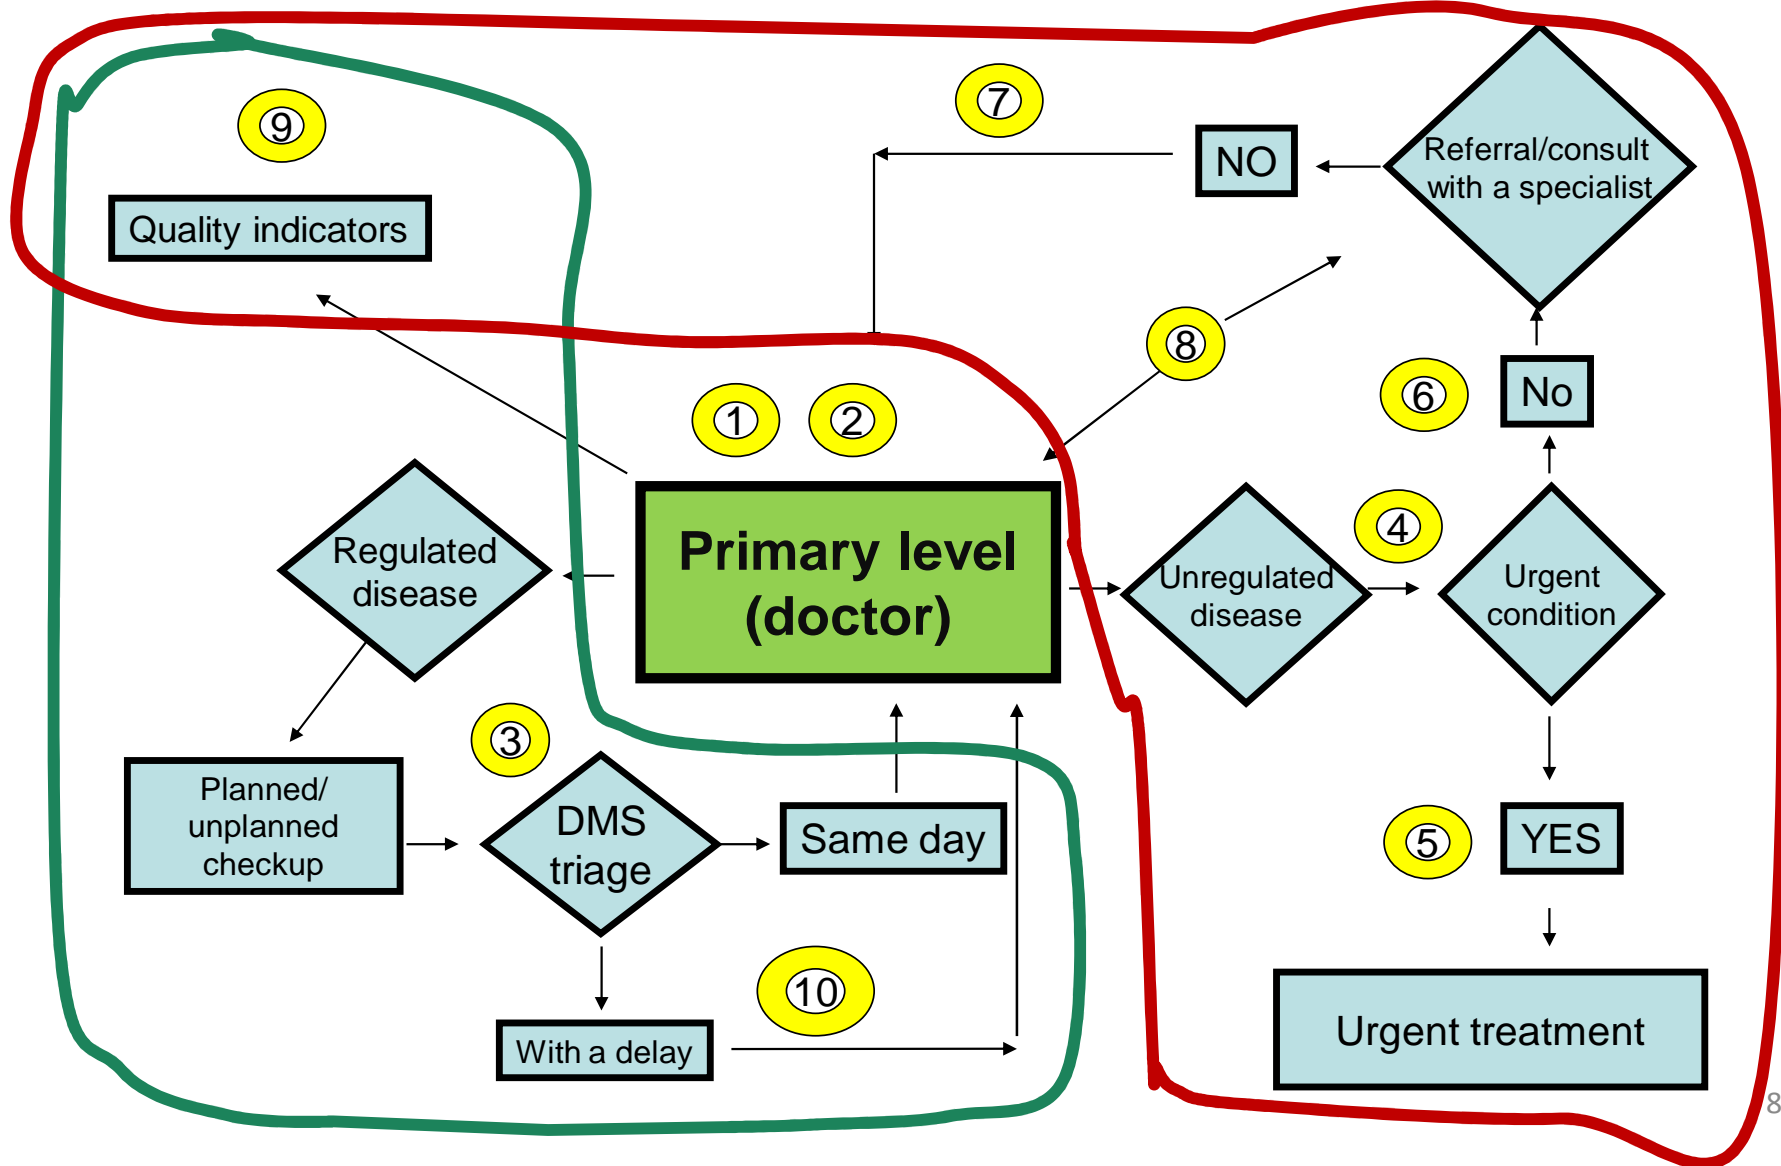 9
Quality indicators
7
NO
Referral/consult
with a specialist
8
6
No
1
2
Primary level
(doctor)
Regulated
disease
Unregulated
disease
4
Urgent
condition
3
Planned/
unplanned
checkup
DMS
triage
Same day
5
YES
10
With a delay
Urgent treatment
8